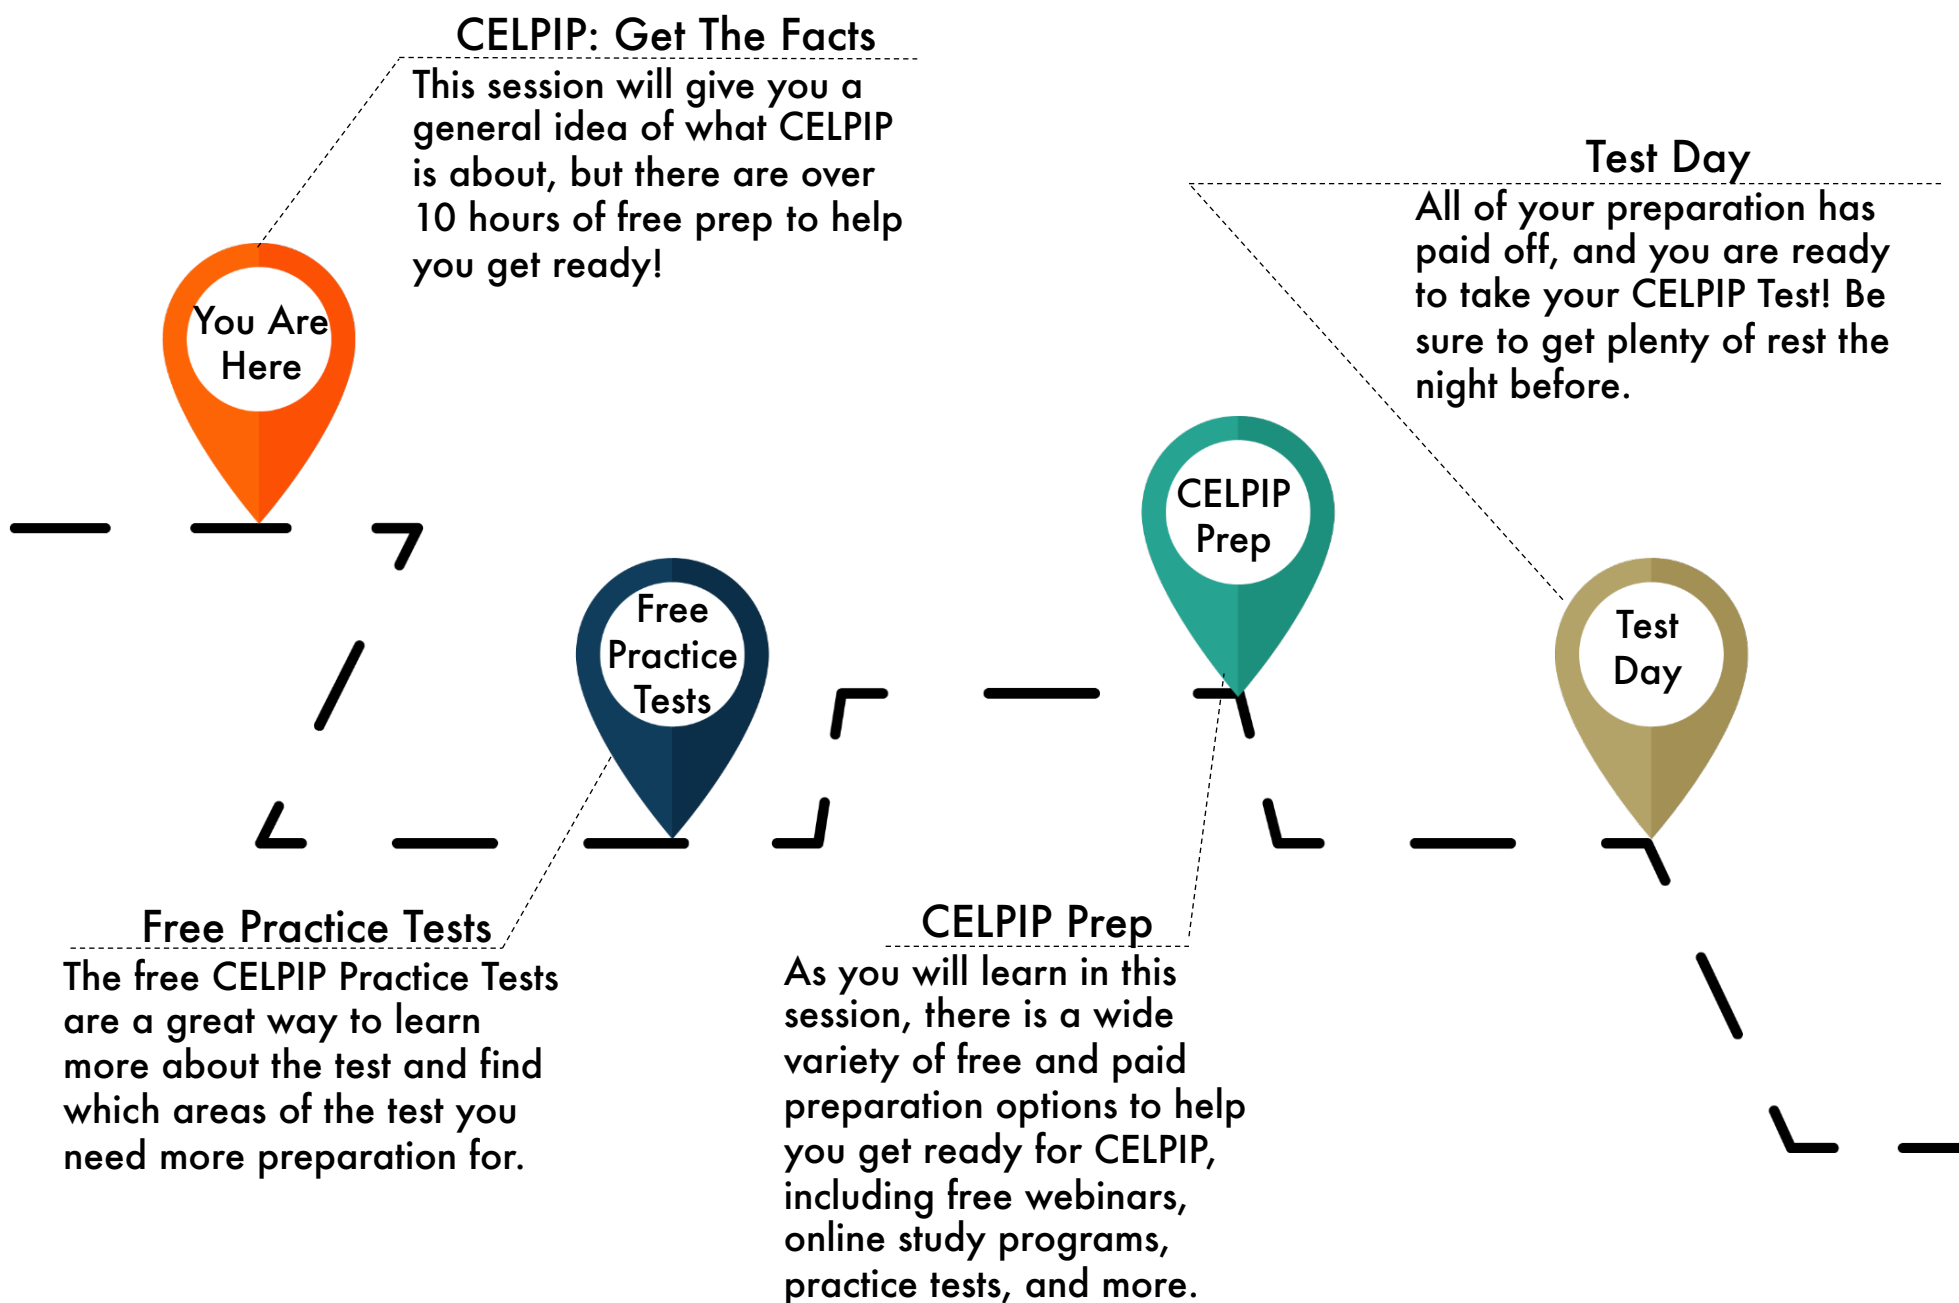 CELPIP: Get The Facts
This session will give you a
general idea of what CELPIP
is about, but there are over
10 hours of free prep to help
you get ready!
You Are
Here
Test Day
All of your preparation has
paid off, and you are ready
to take your CELPIP Test! Be
sure to get plenty of rest the
night before.
CELPIP
Prep
Free
Practice
Tests
Test
Day
Free Practice Tests
The free CELPIP Practice Tests
are a great way to learn
more about the test and find
which areas of the test you
need more preparation for.
CELPIP Prep
As you will learn in this
session, there is a wide
variety of free and paid
preparation options to help
you get ready for CELPIP,
including free webinars,
online study programs,
practice tests, and more.